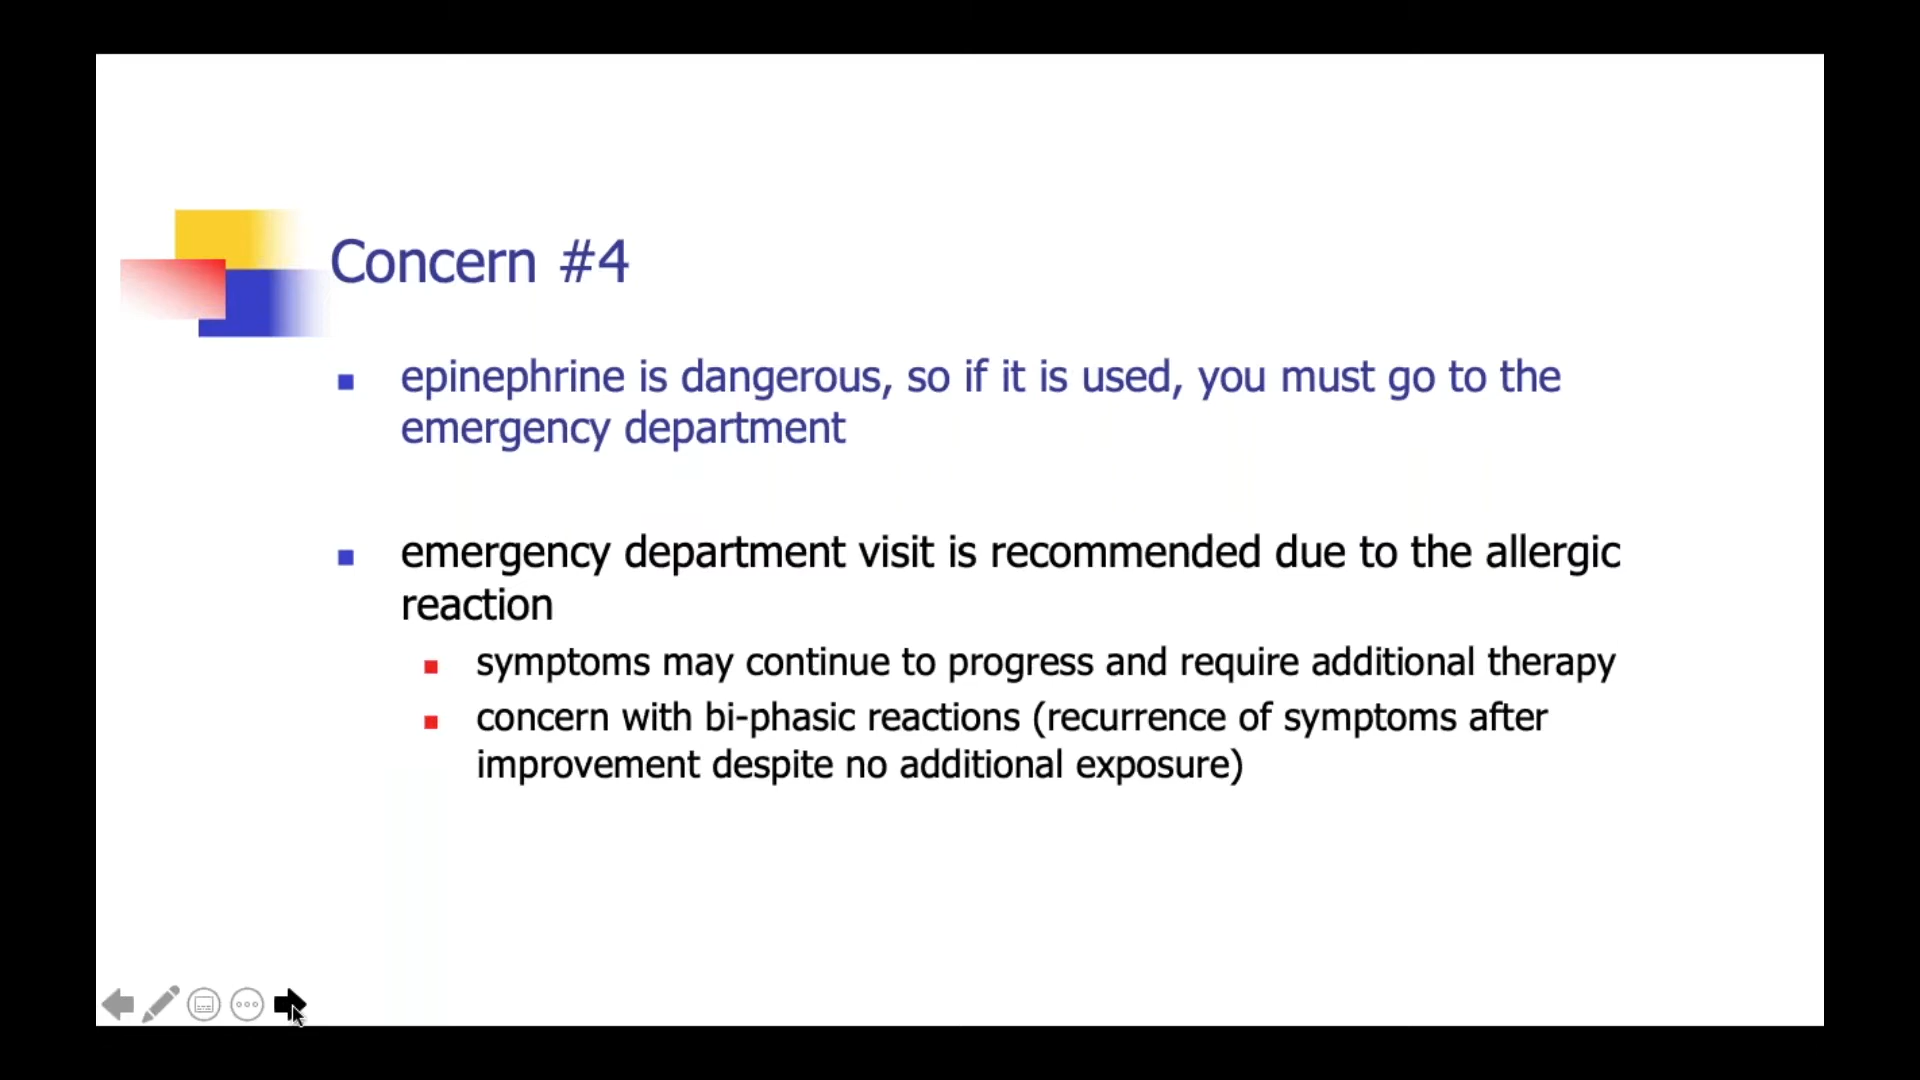 Concern #4
epinephrine is dangerous, so if it is used, you must go to the
emergency department
emergency department visit is recommended due to the allergic
reaction
symptoms may continue to progress and require additional therapy
concern with bi-phasic reactions (recurrence of symptoms after
improvement despite no additional exposure)